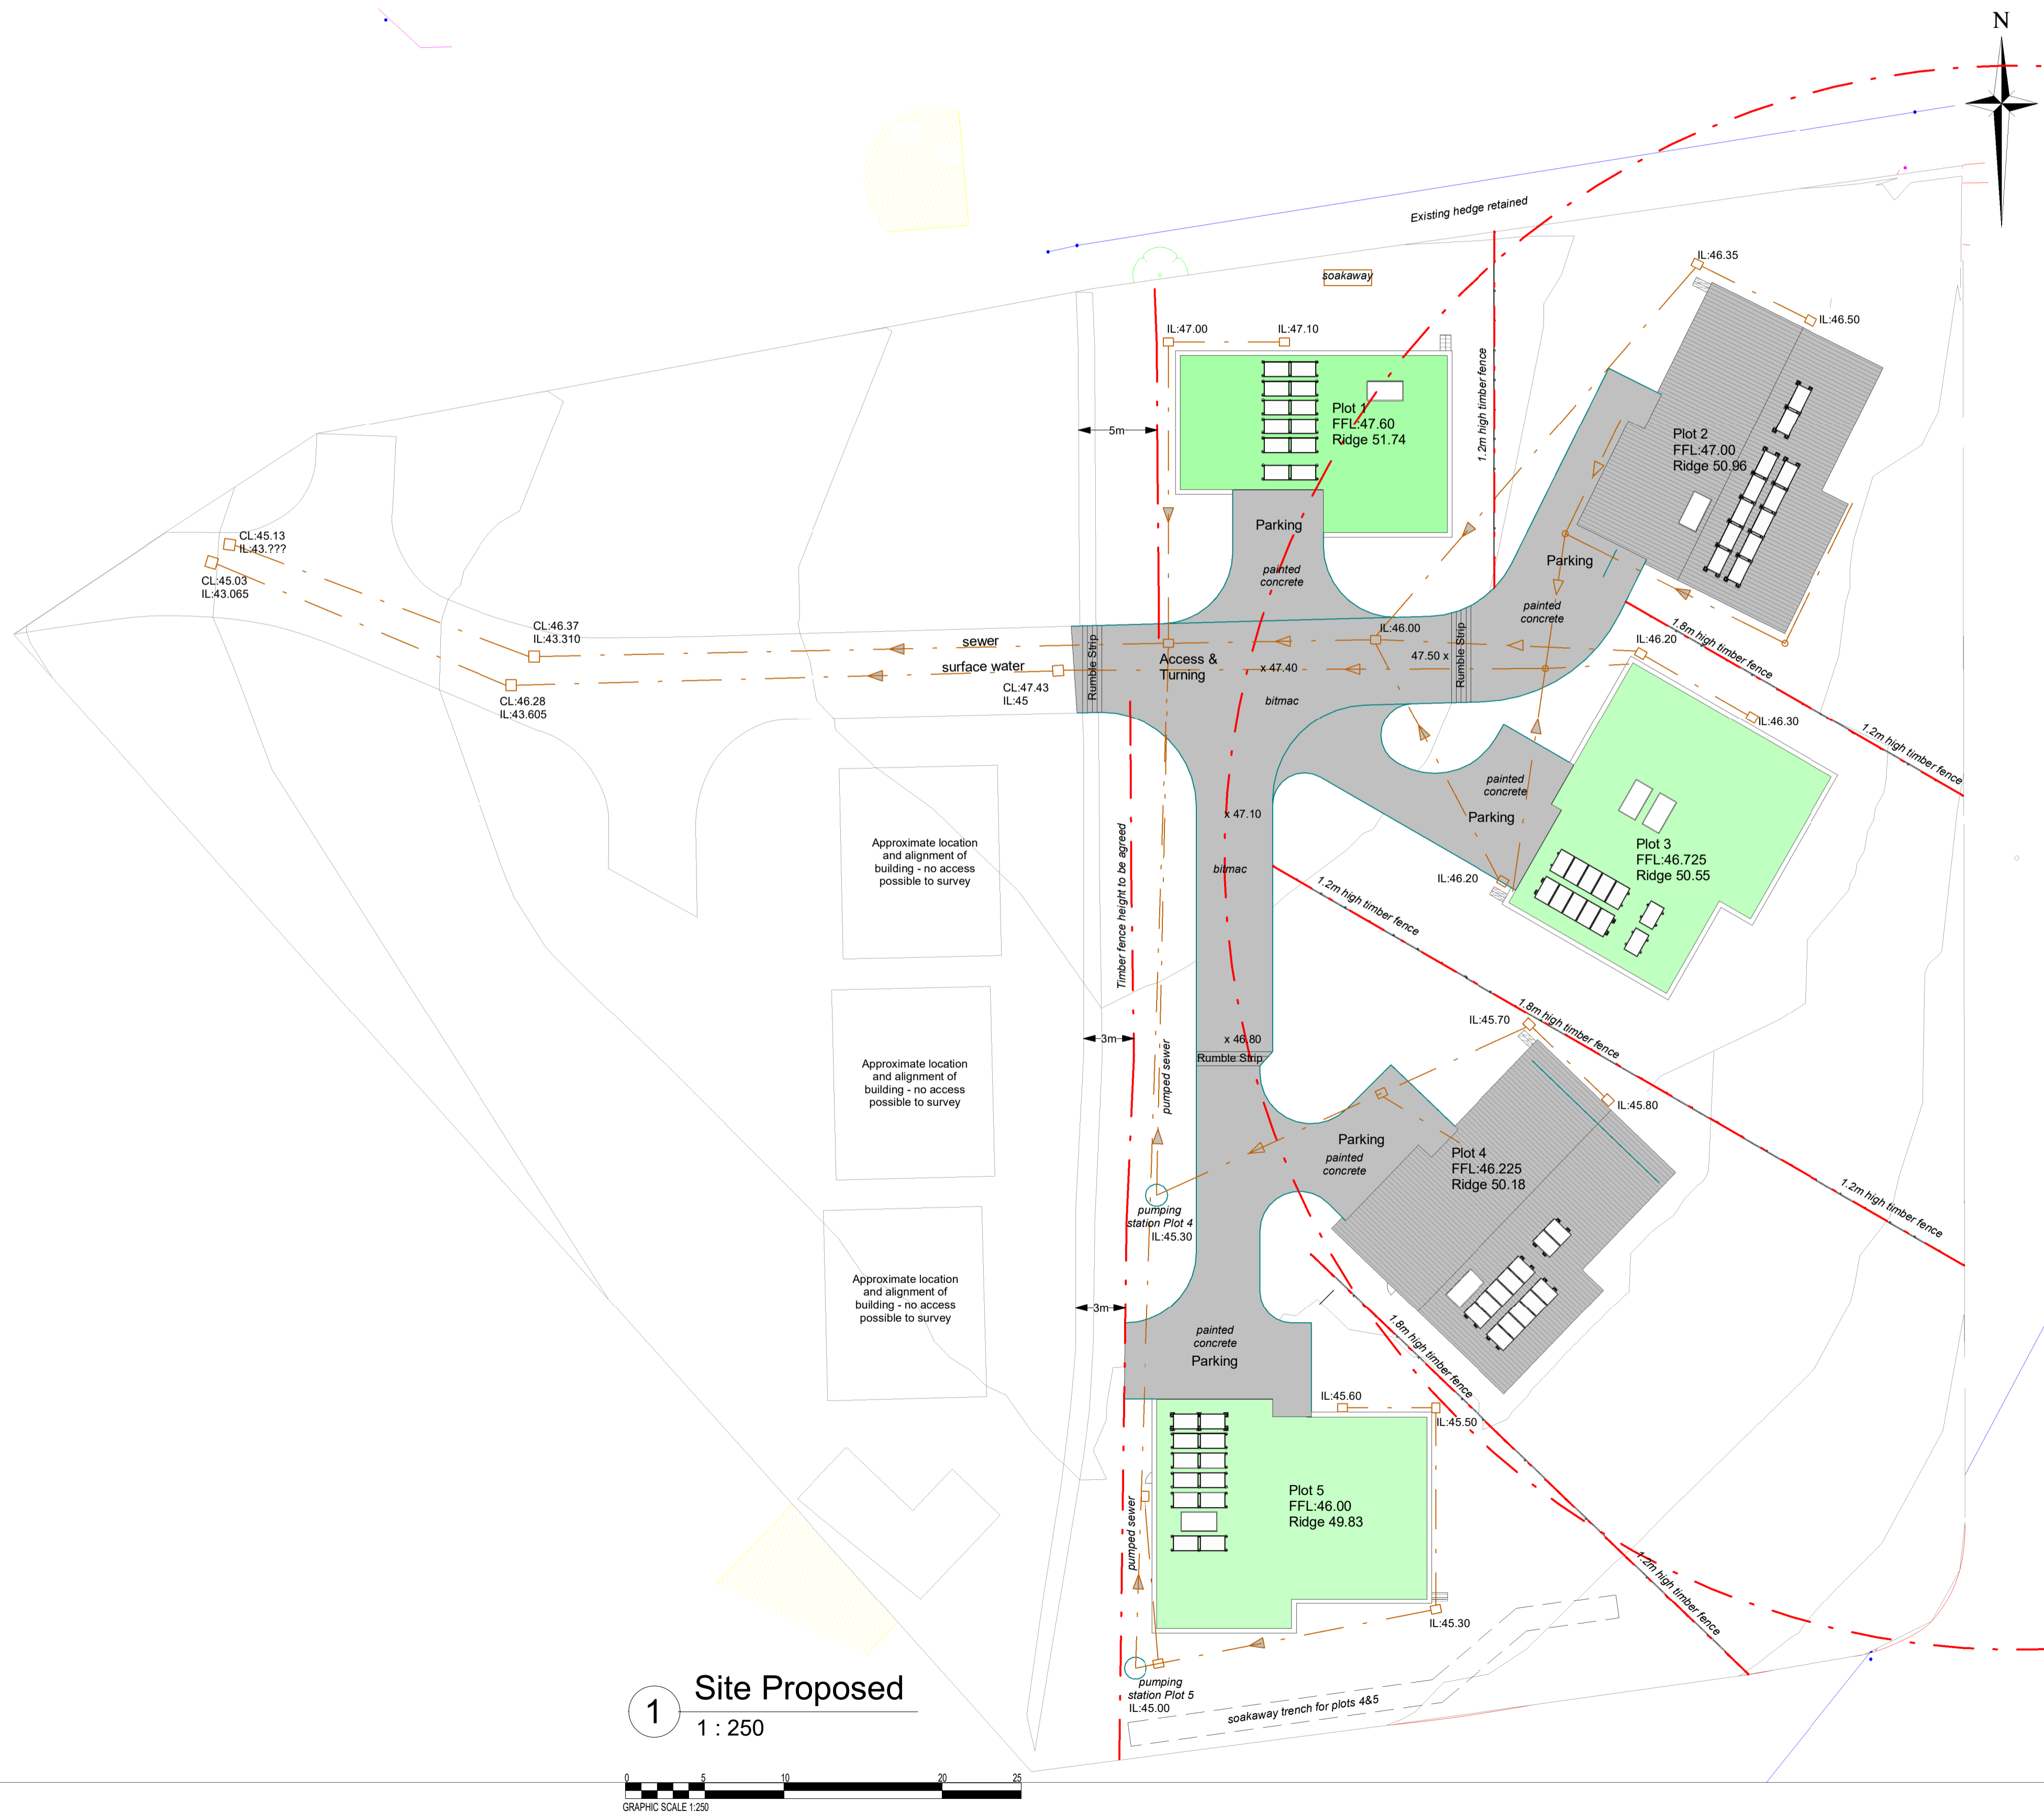 N
Existing hedge retained
soakaway
IL:46.35
IL:46.50
IL:47.00
IL:47.10
1.2m high timber fence
5m
Plot 1
FFL:47.60
Ridge 51.74
Plot 2
FFL:47.00
Ridge 50.96
Parking
painted
concrete
Parking
painted
concrete
CL:45.13
IL:43.???
CL:45.03
IL:43.065
CL:46.37
IL:43.310
CL:46.28
IL:43.605
sewer
surface water
CL:47.43
IL:45
Rumble Strip
Access &
Turning
x 47.40
bitmac
IL:46.00
47.50 x
Rumble Strip
IL:46.20
1.8m high timber fence
IL:46.30
1.2m high timber fence
painted
concrete
Parking
x 47.10
bitmac
IL:46.20
Plot 3
FFL:46.725
Ridge 50.55
Approximate location
and alignment of
building - no access
possible to survey
Timber fence height to be agreed
1.2m high timber fence
1.8m high timber fence
IL:45.70
3m
x 46.80
Rumble Strip
pumped sewer
Approximate location
and alignment of
building - no access
possible to survey
IL:45.80
Parking
painted
concrete
Plot 4
FFL:46.225
Ridge 50.18
1.2m high timber fence
pumping
station Plot 4
IL:45.30
Approximate location
and alignment of
building - no access
possible to survey
3m
painted
concrete
Parking
1.8m high timber fence
IL:45.60
IL:45.50
Plot 5
FFL:46.00
Ridge 49.83
pumped sewer
1.2m high timber fence
IL:45.30
pumping
station Plot 5
IL:45.00
soakaway trench for plots 4&5
1
Site Proposed
1 : 250
0 5 10 20 25
GRAPHIC SCALE 1:250